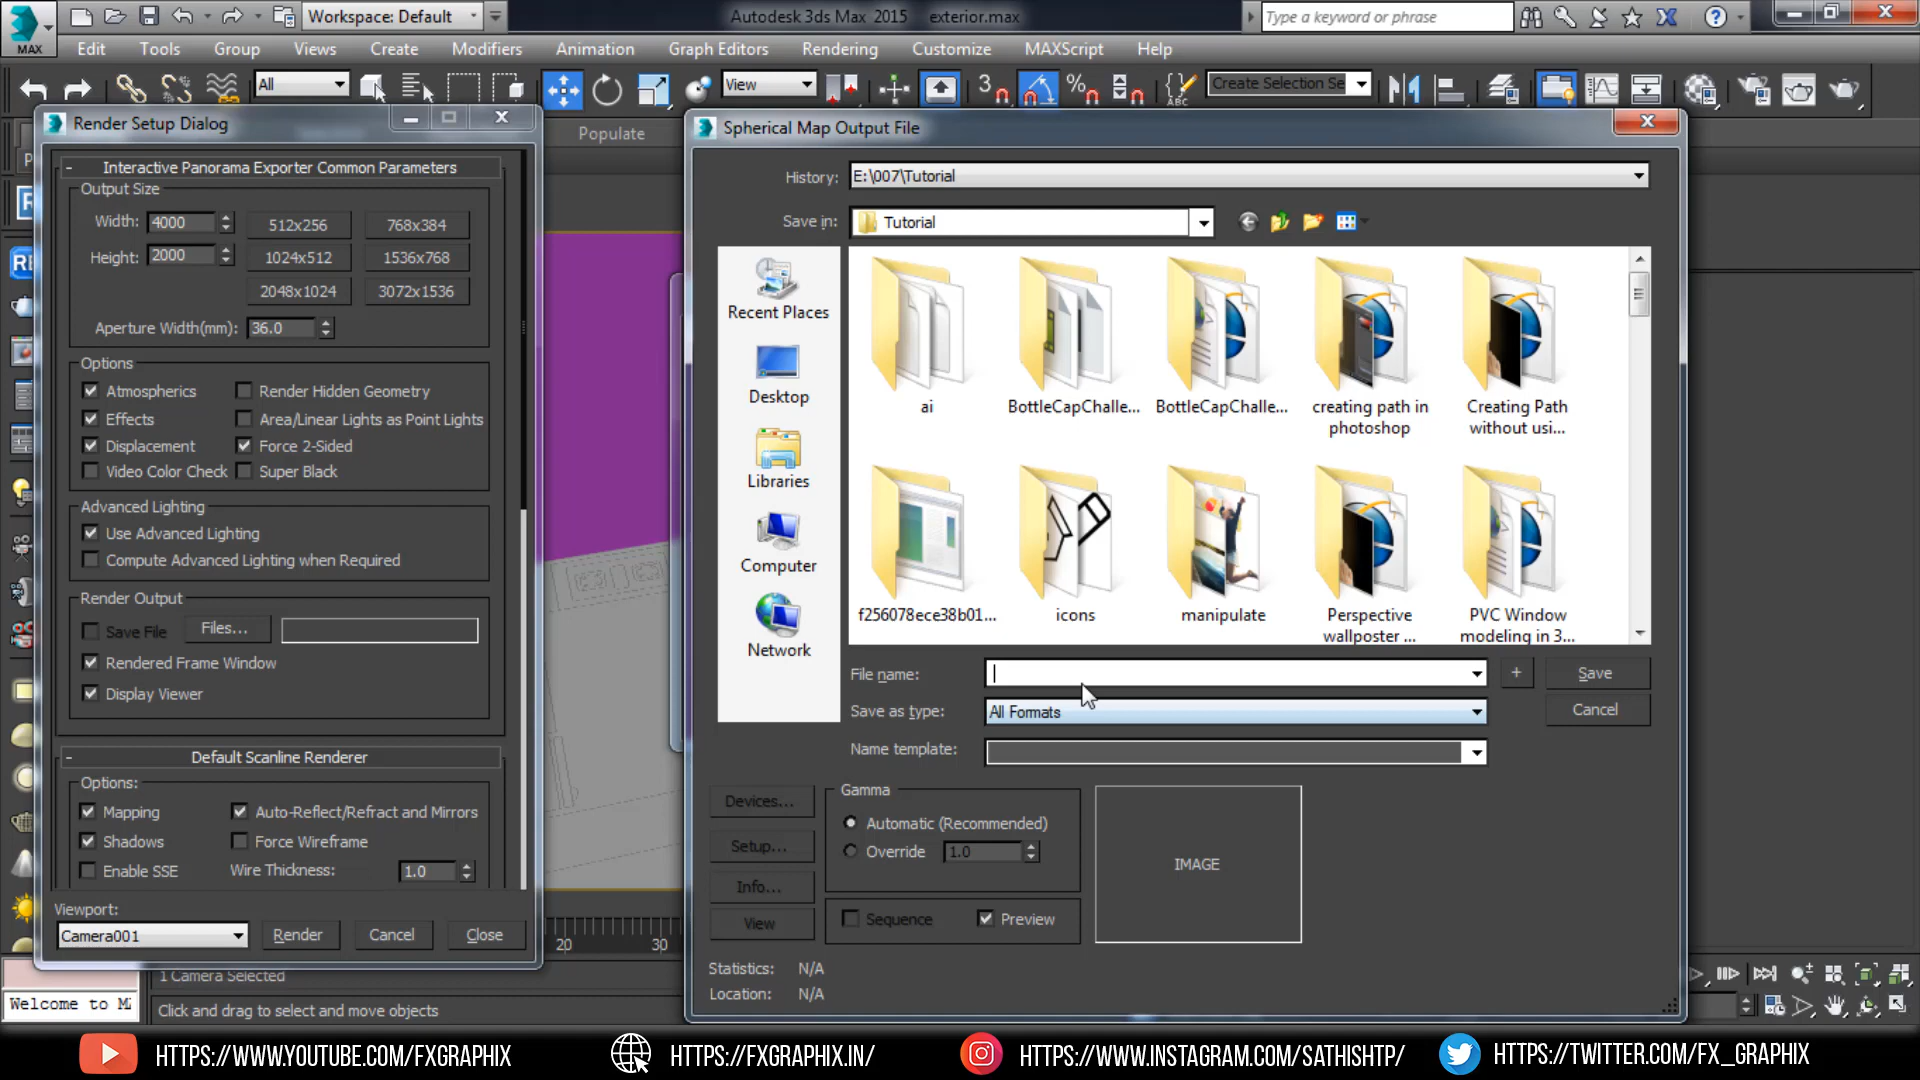 Workspace: Default
Autodesk 3ds Max 2015 exterior.max
Type a keyword or phrase
MAX
Edit Tools Group Views Create Modifiers Animation Graph Editors Rendering Customize MAXScript Help
All
View
3
%
ABC
Create Selection Se
Populate
Render Setup Dialog
Interactive Panorama Exporter Common Parameters
Output Size
Width: 4000 512x256 768x384
Height: 2000 1024x512 1536x768
2048x1024 3072x1536
Aperture Width(mm): 36.0
Options
Atmospherics Render Hidden Geometry
Effects Area/Linear Lights as Point Lights
Displacement Force 2-Sided
Video Color Check Super Black
Advanced Lighting
Use Advanced Lighting
Compute Advanced Lighting when Required
Render Output
Save File Files...
Rendered Frame Window
Display Viewer
Default Scanline Renderer
Options:
Mapping Auto-Reflect/Refract and Mirrors
Shadows Force Wireframe
Enable SSE Wire Thickness: 1.0
Viewport:
Camera001 Render Cancel Close
Spherical Map Output File
History: E:\007\Tutorial
Save in: Tutorial
Recent Places
Desktop
Libraries
Computer
Network
ai
BottleCapChalle...
BottleCapChalle...
creating path in photoshop
Creating Path without usi...
f256078ece38b01...
icons
manipulate
Perspective wallposter ...
PVC Window modeling in 3...
File name: + Save
Save as type: All Formats Cancel
Name template:
Devices...
Setup...
Info...
View
Gamma
Automatic (Recommended)
Override 1.0
Sequence Preview
IMAGE
Statistics: N/A
Location: N/A
20 30
1 Camera Selected
Welcome to M
Click and drag to select and move objects
HTTPS://WWW.YOUTUBE.COM/FXGRAPHIX
HTTPS://FXGRAPHIX.IN/
HTTPS://WWW.INSTAGRAM.COM/SATHISHTP/
HTTPS://TWITTER.COM/FX_GRAPHIX